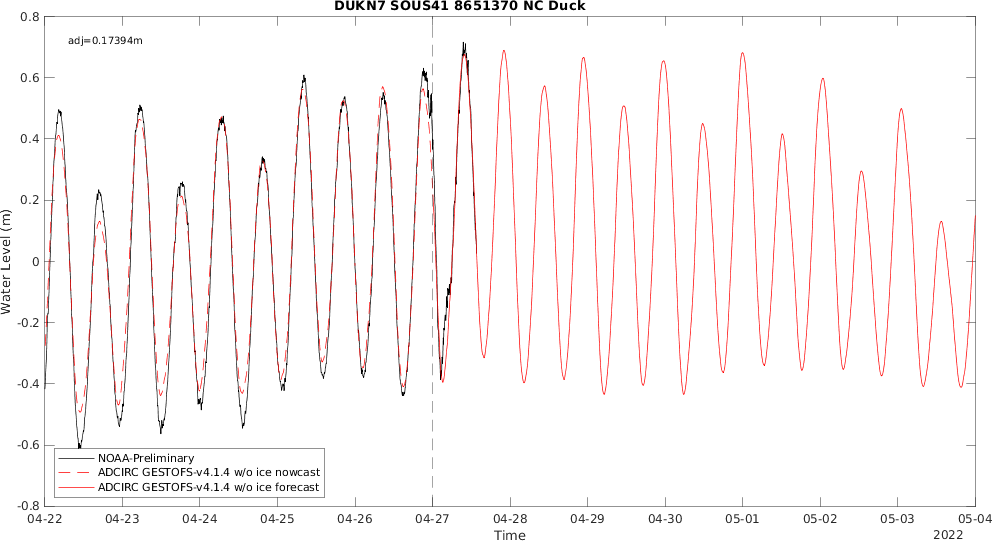 DUKN7 SOUS41 8651370 NC Duck
adj=0.17394m
0.8
0.6
0.4
0.2
0
-0.2
-0.4
-0.6
-0.8
Water Level (m)
NOAA-Preliminary
ADCIRC GESTOFS-v4.1.4 w/o ice nowcast
ADCIRC GESTOFS-v4.1.4 w/o ice forecast
04-22 04-23 04-24 04-25 04-26 04-27 04-28 04-29 04-30 05-01 05-02 05-03 05-04
Time
2022